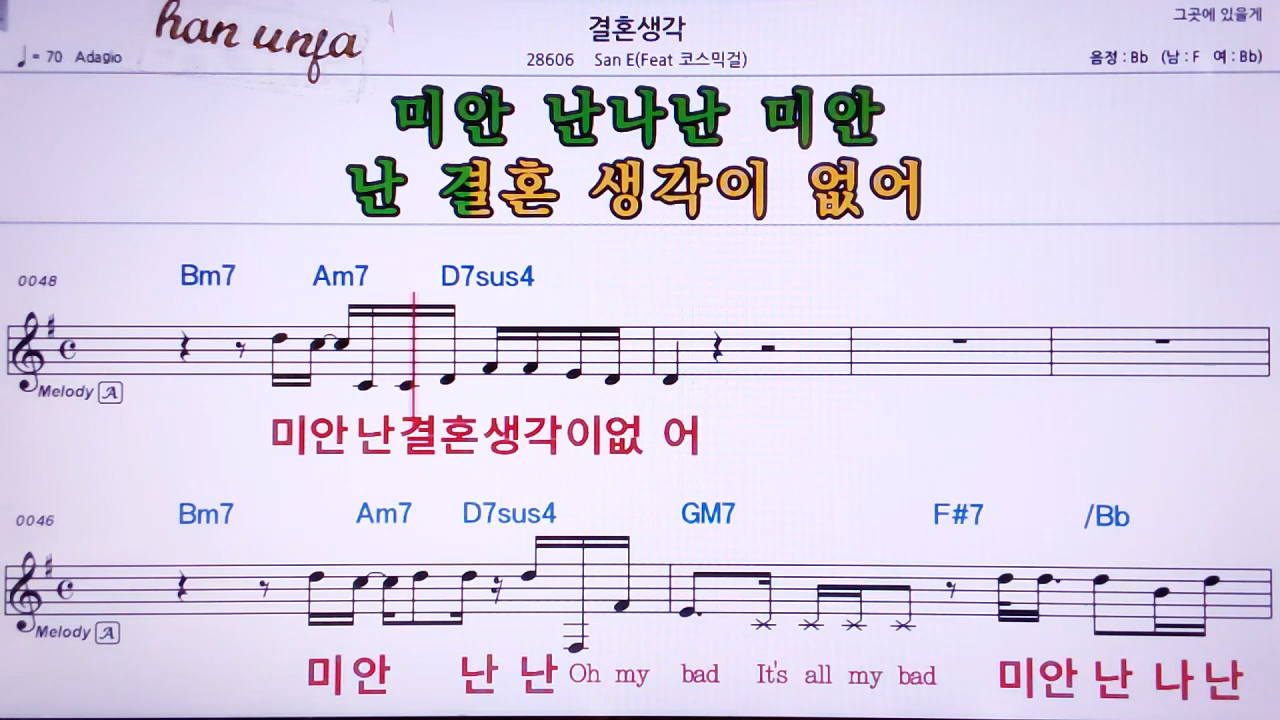 han unja
결혼생각
그곳에 있을게
♩= 70 Adagio
28606 San E(Feat 코스믹걸)
음정 : Bb (남 : F 여 : Bb)
미안 난나난 미안
난 결혼 생각이 없어
0048 Bm7 Am7 D7sus4
Melody A
미안난결혼생각이없 어
0046 Bm7 Am7 D7sus4 GM7 F#7 /Bb
Melody A
미안 난 난 Oh my bad It's all my bad 미안 난 나난